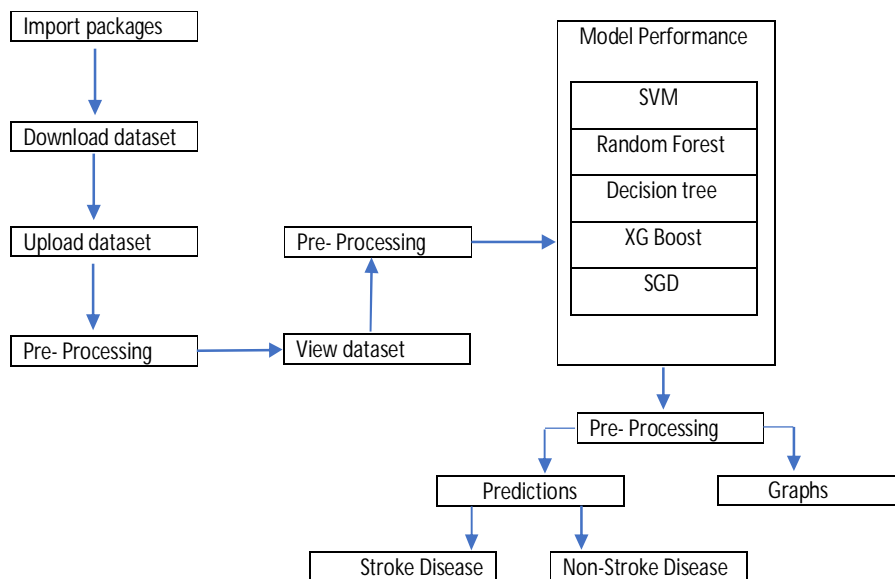 Import packages
Download dataset
Upload dataset
Pre- Processing
View dataset
Pre- Processing
Model Performance
SVM
Random Forest
Decision tree
XG Boost
SGD
Pre- Processing
Predictions
Graphs
Stroke Disease
Non-Stroke Disease